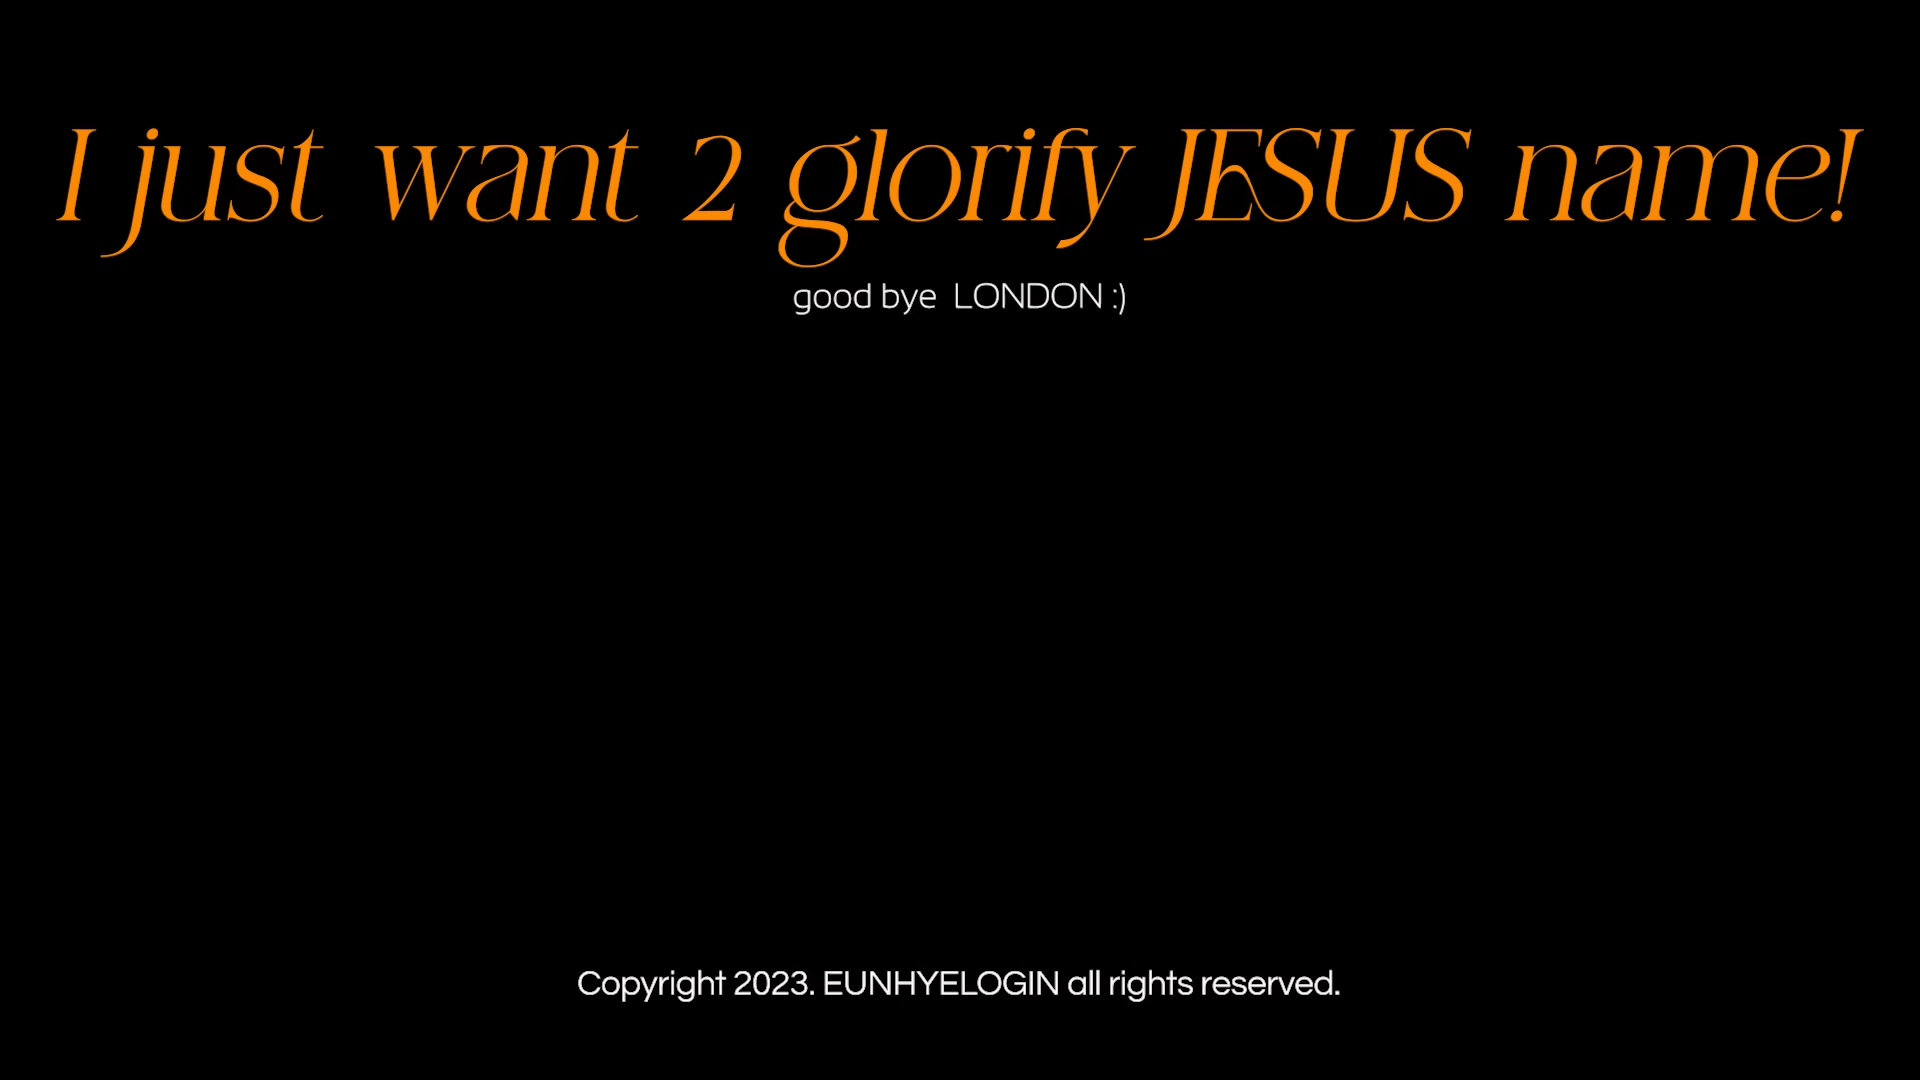 I just want 2 glorify JESUS name!
good bye LONDON :)
Copyright 2023. EUNHYELOGIN all rights reserved.